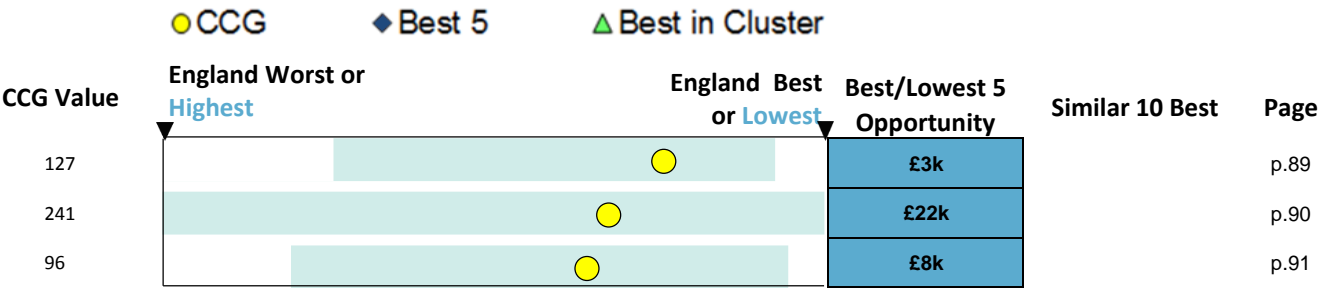 CCG Best 5 Best in Cluster
CCG Value England Worst or Highest England Best or Lowest Best/Lowest 5 Opportunity Similar 10 Best Page
127 £3k p.89
241 £22k p.90
96 £8k p.91